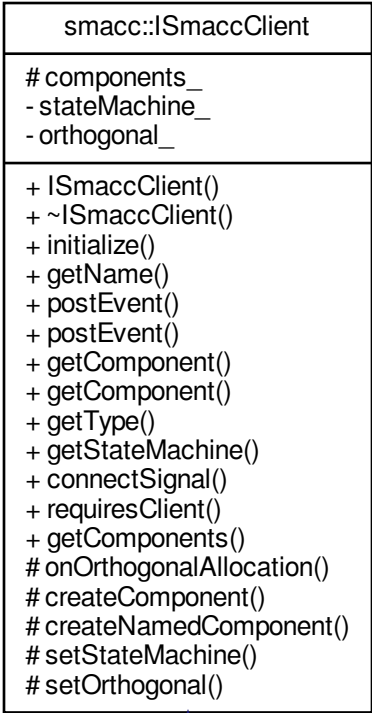 smacc::ISmaccClient
# components_
- stateMachine_
- orthogonal_
+ ISmaccClient()
+ ~ISmaccClient()
+ initialize()
+ getName()
+ postEvent()
+ postEvent()
+ getComponent()
+ getComponent()
+ getType()
+ getStateMachine()
+ connectSignal()
+ requiresClient()
+ getComponents()
# onOrthogonalAllocation()
# createComponent()
# createNamedComponent()
# setStateMachine()
# setOrthogonal()